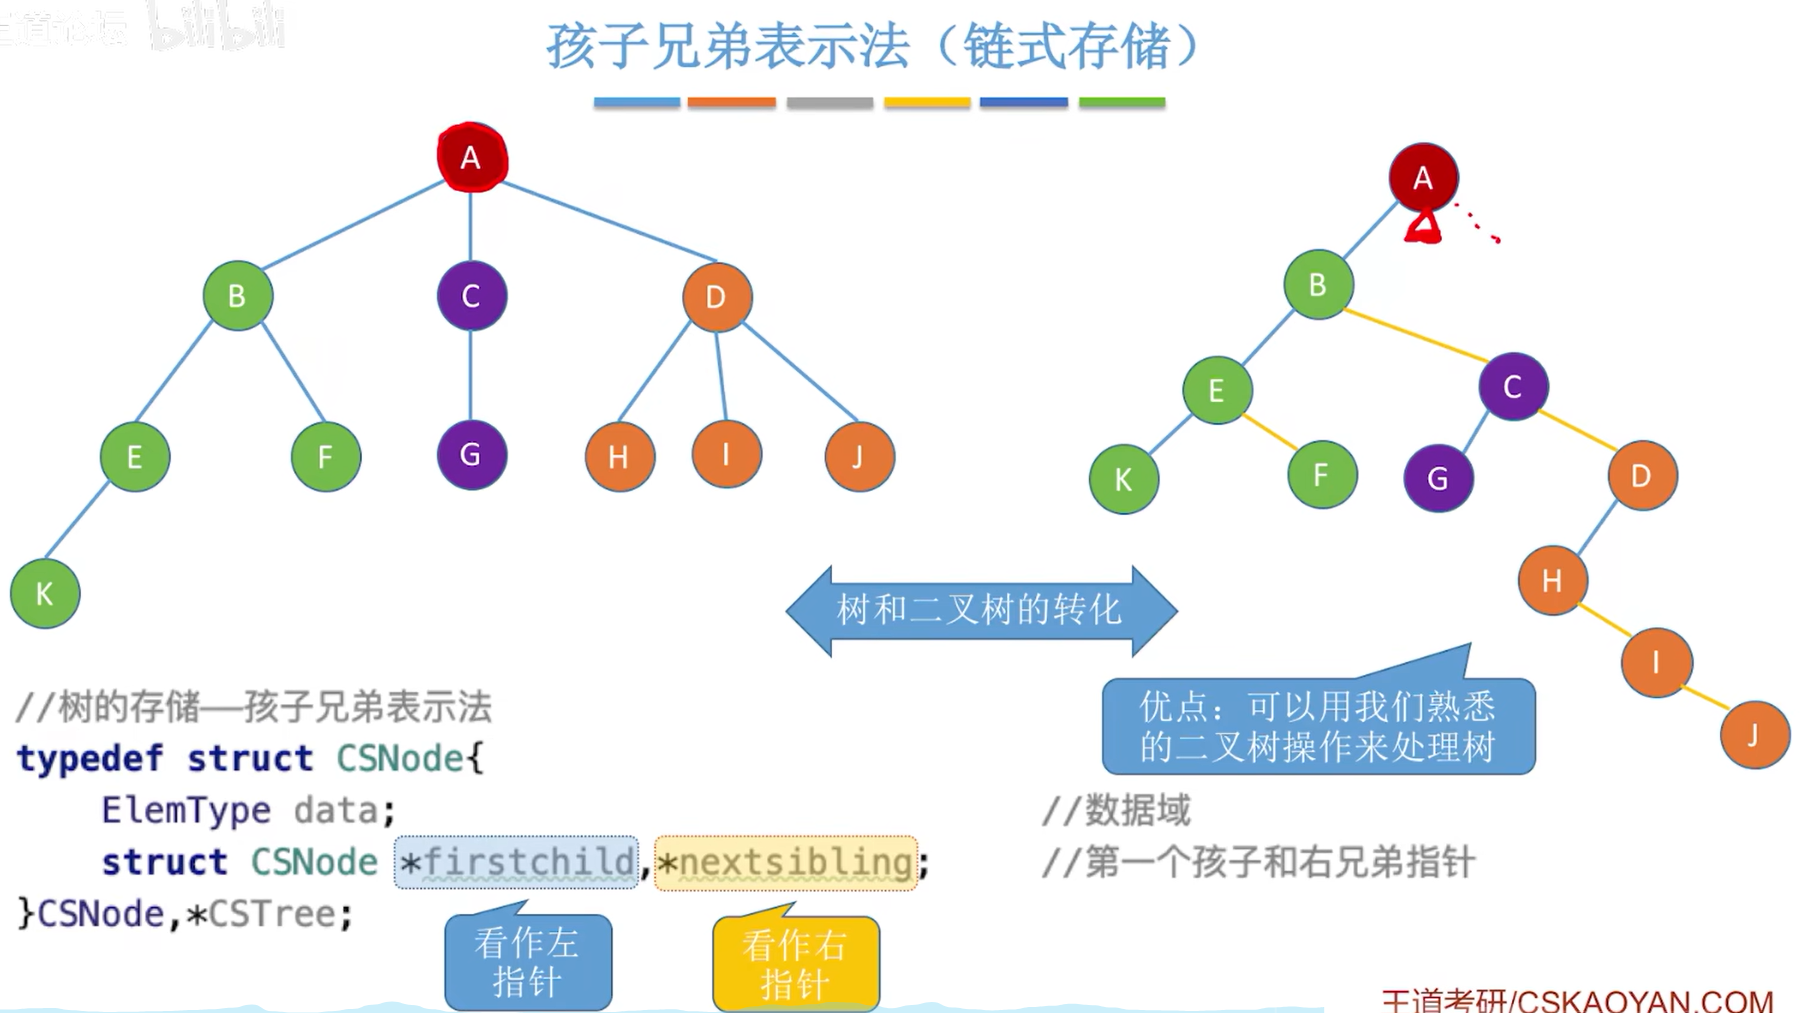 bilibili
孩子兄弟表示法（链式存储）
A
B
C
D
E
F
G
H
I
J
K
A
B
E
C
K
F
G
D
H
I
J
树和二叉树的转化
优点：可以用我们熟悉
的二叉树操作来处理树
//树的存储——孩子兄弟表示法
typedef struct CSNode{
ElemType data; //数据域
struct CSNode *firstchild,*nextsibling; //第一个孩子和右兄弟指针
}CSNode,*CSTree;
看作左
指针
看作右
指针
王道考研/CSKAOYAN.COM